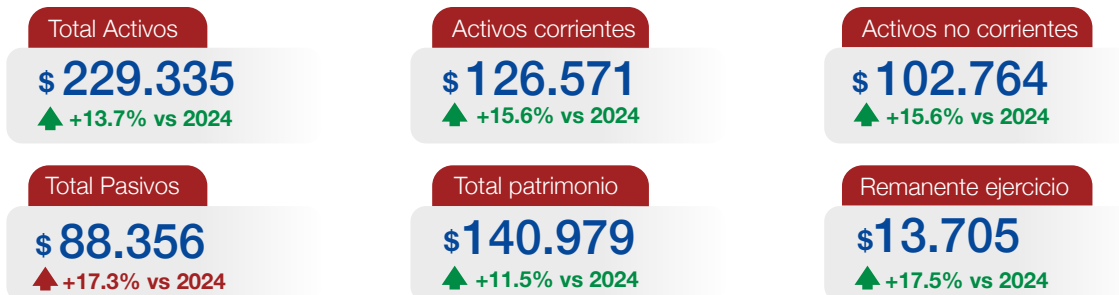 Total Activos
$ 229.335
+13.7% vs 2024
Activos corrientes
$ 126.571
+15.6% vs 2024
Activos no corrientes
$ 102.764
+15.6% vs 2024
Total Pasivos
$ 88.356
+17.3% vs 2024
Total patrimonio
$140.979
+11.5% vs 2024
Remanente ejercicio
$13.705
+17.5% vs 2024